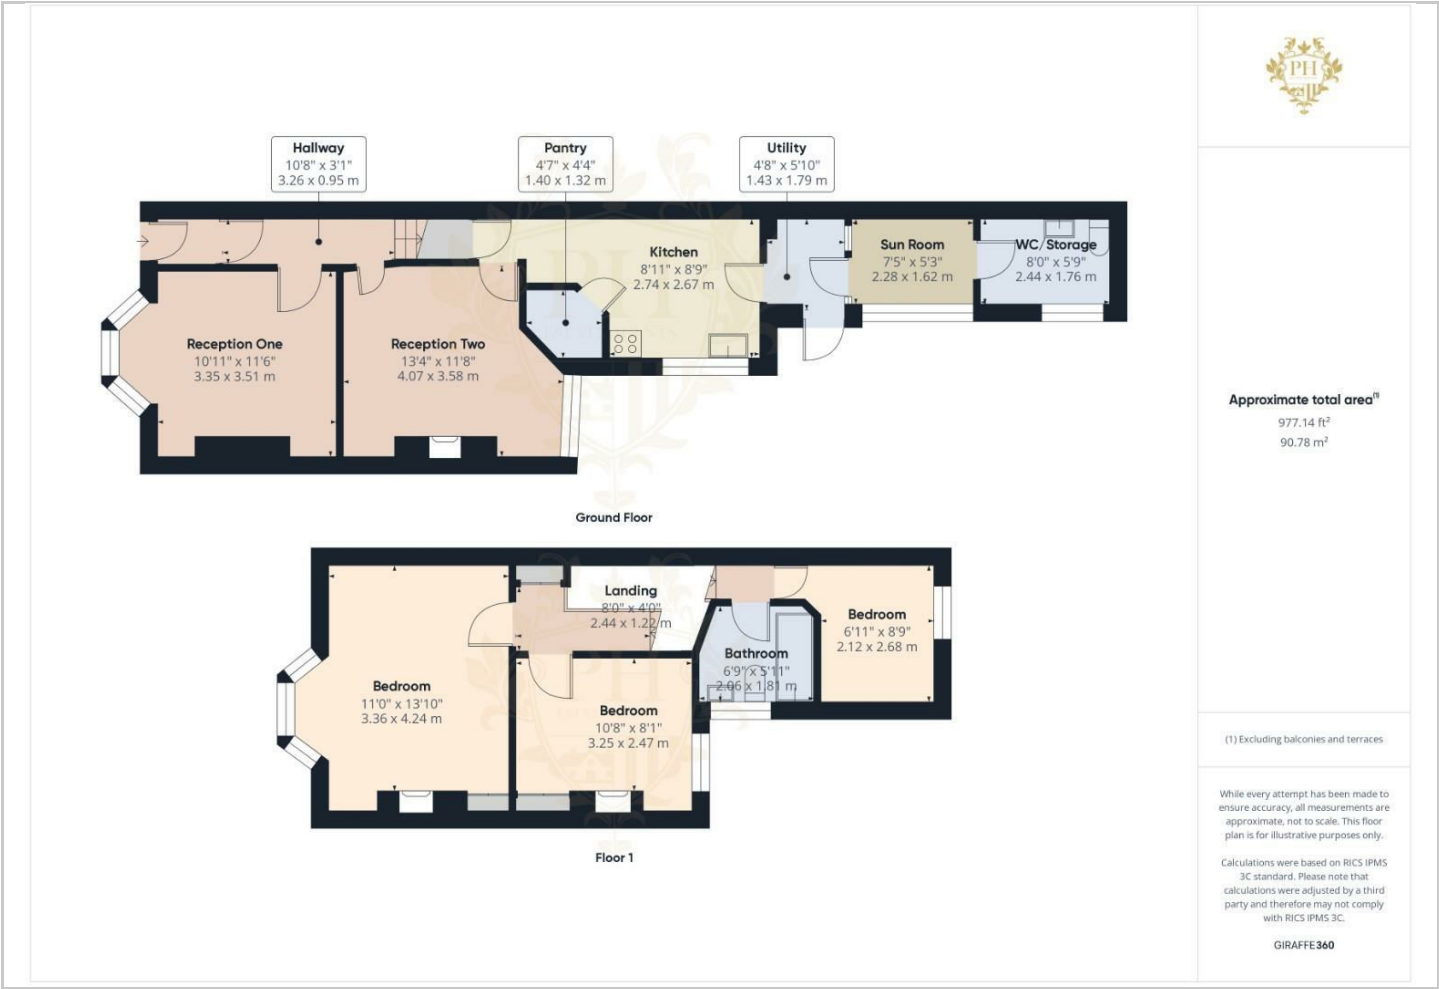 PH
Hallway
10'8" x 3'1"
3.26 x 0.95 m
Pantry
4'7" x 4'4"
1.40 x 1.32 m
Utility
4'8" x 5'10"
1.43 x 1.79 m
Kitchen
8'11" x 8'9"
2.74 x 2.67 m
Sun Room
7'5" x 5'3"
2.28 x 1.62 m
WC/Storage
8'0" x 5'9"
2.44 x 1.76 m
Reception One
10'11" x 11'6"
3.35 x 3.51 m
Reception Two
13'4" x 11'8"
4.07 x 3.58 m
PH
Ground Floor
Landing
8'0" x 4'0"
2.44 x 1.22 m
Bedroom
6'11" x 8'9"
2.12 x 2.68 m
Bathroom
6'9" x 5'11"
2.06 x 1.81 m
Bedroom
11'0" x 13'10"
3.36 x 4.24 m
Bedroom
10'8" x 8'1"
3.25 x 2.47 m
PH
Floor 1
Approximate total area(1)
977.14 ft²
90.78 m²
(1) Excluding balconies and terraces
While every attempt has been made to
ensure accuracy, all measurements are
approximate, not to scale. This floor
plan is for illustrative purposes only.
Calculations were based on RICS IPMS
3C standard. Please note that
calculations were adjusted by a third
party and therefore may not comply
with RICS IPMS 3C.
GIRAFFE360